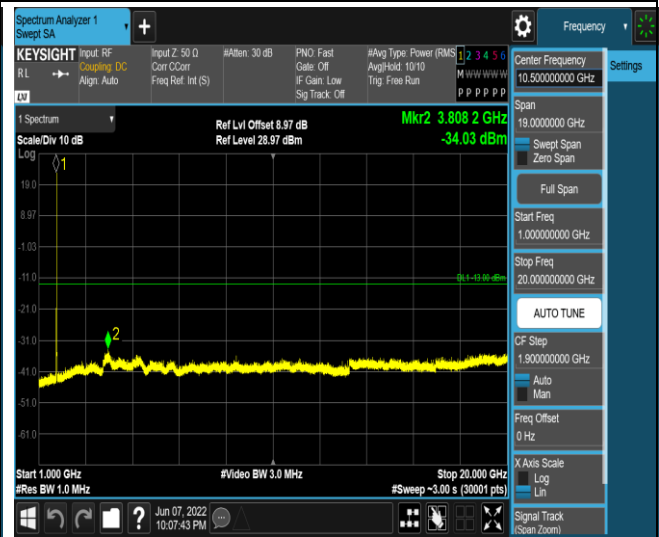 Spectrum Analyzer 1
Swept SA
+
Frequency
KEYSIGHT
RL
LXI
Input: RF
Coupling: DC
Align: Auto
Input Z: 50 Ω
Corr CCorr
Freq Ref: Int (S)
#Atten: 30 dB
PNO: Fast
Gate: Off
IF Gain: Low
Sig Track: Off
#Avg Type: Power (RMS
Avg|Hold: 10/10
Trig: Free Run
1 2 3 4 5 6
M W W W W W
P P P P P P
1 Spectrum
Scale/Div 10 dB
Ref Lvl Offset 8.97 dB
Ref Level 28.97 dBm
Mkr2 3.808 2 GHz
-34.03 dBm
Log
1
19.0
8.97
-1.03
-11.0
DL1 -13.00 dBm
-21.0
-31.0
2
-41.0
-51.0
-61.0
Start 1.000 GHz
#Res BW 1.0 MHz
#Video BW 3.0 MHz
Stop 20.000 GHz
#Sweep ~3.00 s (30001 pts)
?
Jun 07, 2022
10:07:43 PM
Center Frequency
10.500000000 GHz
Settings
Span
19.0000000 GHz
Swept Span
Zero Span
Full Span
Start Freq
1.000000000 GHz
Stop Freq
20.000000000 GHz
AUTO TUNE
CF Step
1.900000000 GHz
Auto
Man
Freq Offset
0 Hz
X Axis Scale
Log
Lin
Signal Track
(Span Zoom)